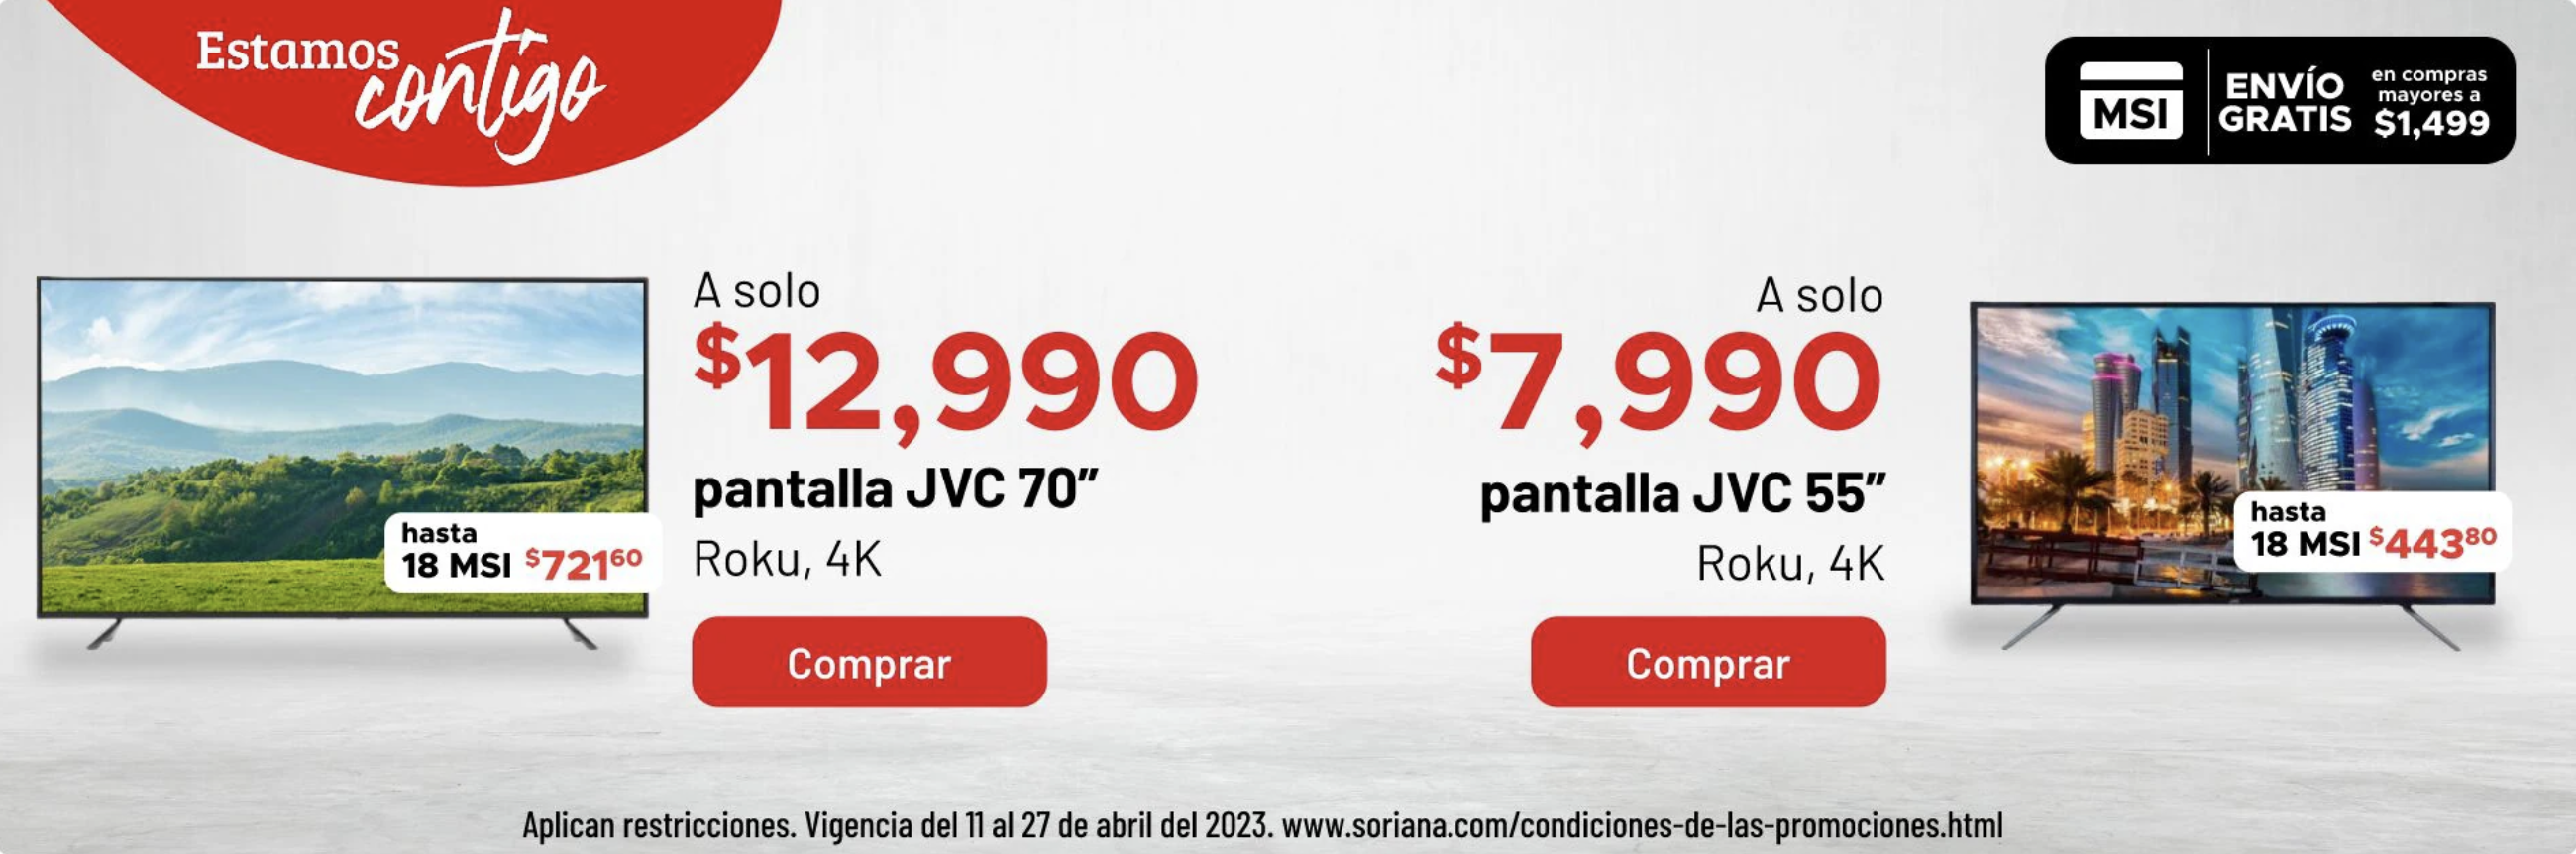 Estamos
contigo
MSI
ENVÍO
GRATIS
en compras
mayores a
$1,499
A solo
$12,990
pantalla JVC 70”
Roku, 4K
hasta
18 MSI $721⁶⁰
Comprar
A solo
$7,990
pantalla JVC 55”
Roku, 4K
hasta
18 MSI $443⁸⁰
Comprar
Aplican restricciones. Vigencia del 11 al 27 de abril del 2023. www.soriana.com/condiciones-de-las-promociones.html